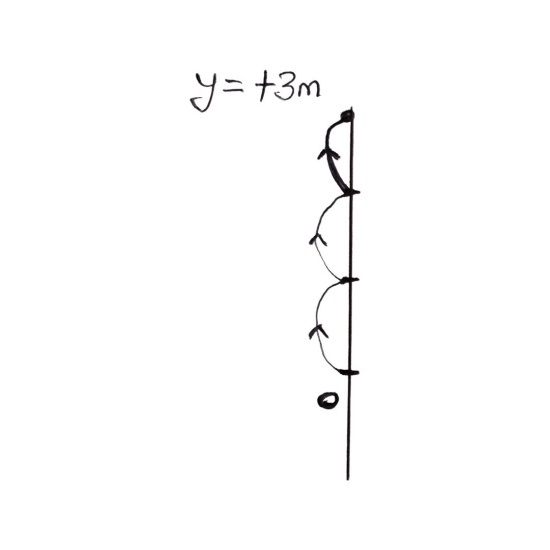 y = +3m
0